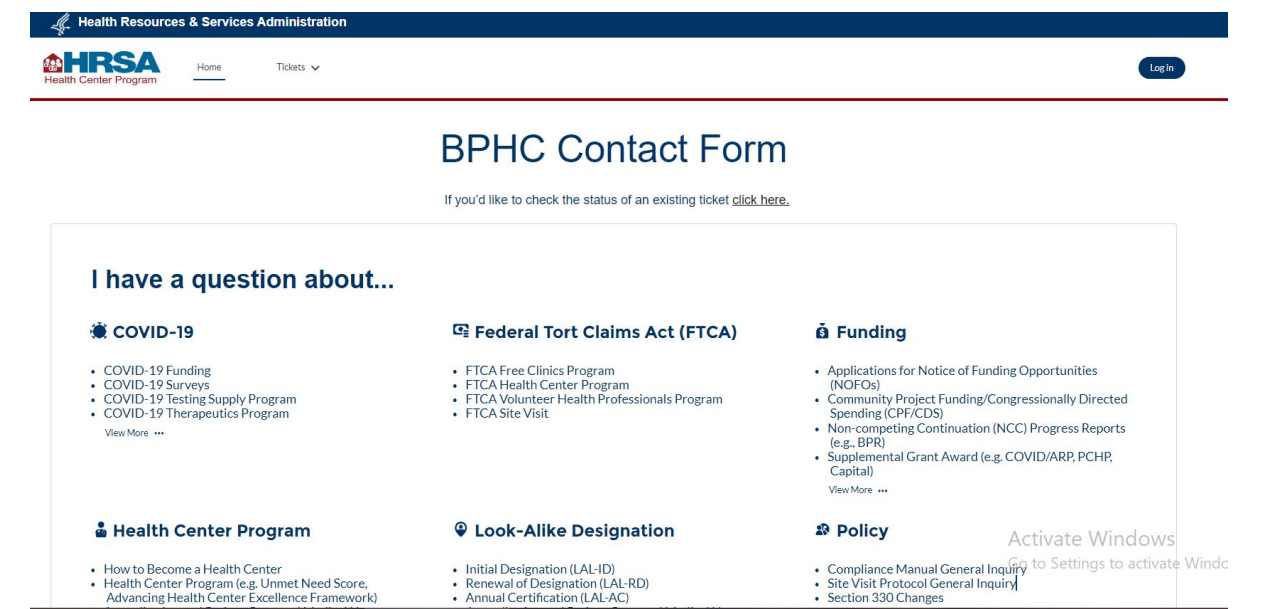 Health Resources & Services Administration
HRSA
Health Center Program
Home
Tickets
Log in
BPHC Contact Form
If you'd like to check the status of an existing ticket click here.
I have a question about...
COVID-19
• COVID-19 Funding
• COVID-19 Surveys
• COVID-19 Testing Supply Program
• COVID-19 Therapeutics Program
View More •••
Federal Tort Claims Act (FTCA)
• FTCA Free Clinics Program
• FTCA Health Center Program
• FTCA Volunteer Health Professionals Program
• FTCA Site Visit
Funding
• Applications for Notice of Funding Opportunities
(NOFOs)
• Community Project Funding/Congressionally Directed
Spending (CPF/CDS)
• Non-competing Continuation (NCC) Progress Reports
(e.g., BPR)
• Supplemental Grant Award (e.g. COVID/ARP, PCHP,
Capital)
View More •••
Health Center Program
• How to Become a Health Center
• Health Center Program (e.g. Unmet Need Score,
Advancing Health Center Excellence Framework)
Look-Alike Designation
• Initial Designation (LAL-ID)
• Renewal of Designation (LAL-RD)
• Annual Certification (LAL-AC)
Policy
• Compliance Manual General Inquiry
• Site Visit Protocol General Inquiry
• Section 330 Changes
Activate Windows
Go to Settings to activate Windo